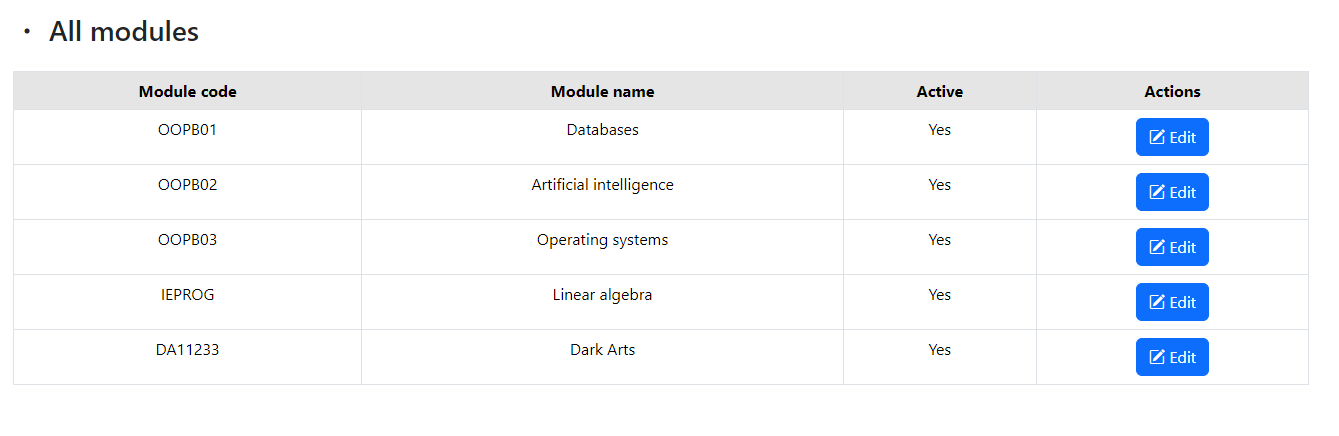 • All modules
Module code Module name Active Actions
OOPB01 Databases Yes Edit
OOPB02 Artificial intelligence Yes Edit
OOPB03 Operating systems Yes Edit
IEPROG Linear algebra Yes Edit
DA11233 Dark Arts Yes Edit